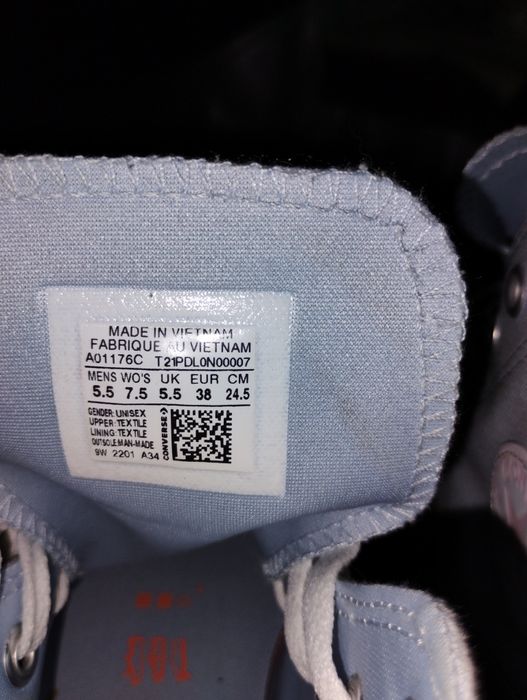 MADE IN VIETNAM
FABRIQUE AU VIETNAM
A01176C T21PDL0N00007
MENS WO'S UK EUR CM
5.5 7.5 5.5 38 24.5
GENDER: UNISEX
UPPER: TEXTILE
LINING: TEXTILE
OUTSOLE: MAN-MADE
9W 2201 A34
CONVERSE